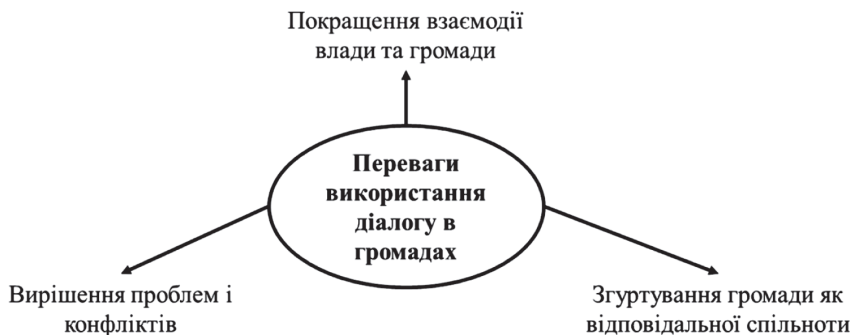 Покращення взаємодії
влади та громади
Переваги
використання
діалогу в
громадах
Вирішення проблем і
конфліктів
Згуртування громади як
відповідальної спільноти